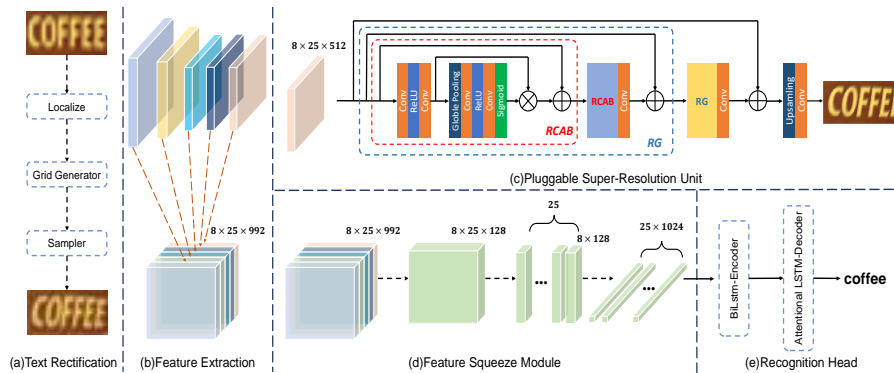 COFFEE
Localize
Grid Generator
Sampler
COFFEE
(a)Text Rectification
8 × 25 × 992
(b)Feature Extraction
8 × 25 × 512
Conv
ReLU
Conv
Globle Pooling
Conv
ReLU
Conv
Sigmoid
RCAB
RCAB
Conv
RG
RG
Conv
Upsamling
Conv
COFFEE
(c)Pluggable Super-Resolution Unit
8 × 25 × 992
8 × 25 × 128
25
...
8 × 128
25 × 1024
...
(d)Feature Squeeze Module
BiLstm-Encoder
Attentional LSTM-Decoder
coffee
(e)Recognition Head